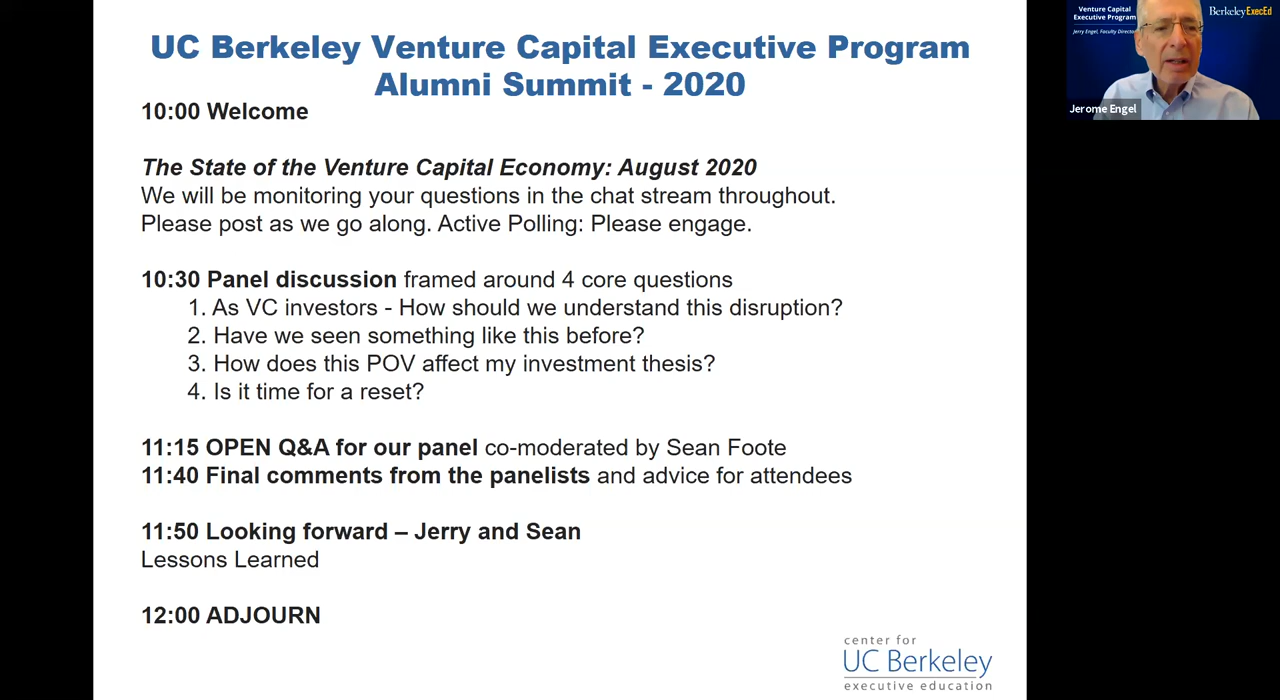 UC Berkeley Venture Capital Executive Program
Alumni Summit - 2020
10:00 Welcome
The State of the Venture Capital Economy: August 2020
We will be monitoring your questions in the chat stream throughout.
Please post as we go along. Active Polling: Please engage.
10:30 Panel discussion framed around 4 core questions
1. As VC investors - How should we understand this disruption?
2. Have we seen something like this before?
3. How does this POV affect my investment thesis?
4. Is it time for a reset?
11:15 OPEN Q&A for our panel co-moderated by Sean Foote
11:40 Final comments from the panelists and advice for attendees
11:50 Looking forward – Jerry and Sean
Lessons Learned
12:00 ADJOURN
center for
UC Berkeley
executive education
Venture Capital
Executive Program
Jerry Engel, Faculty Director
Berkeley ExecEd
Jerome Engel